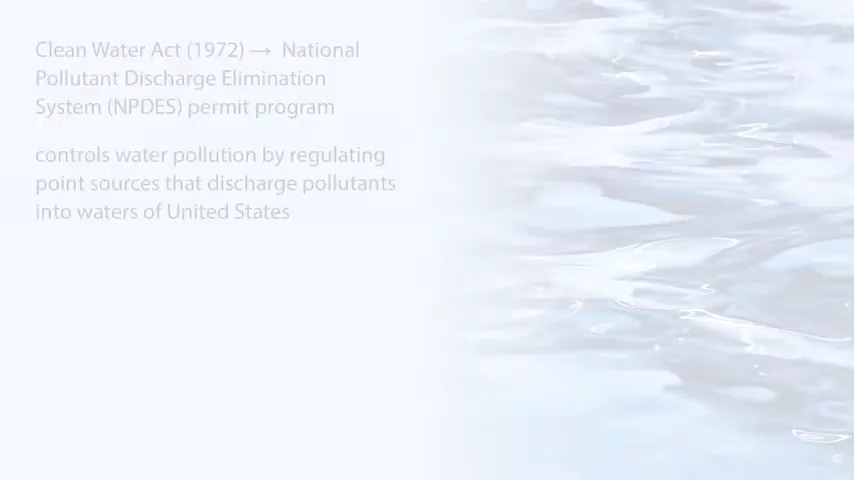 Clean Water Act (1972) → National
Pollutant Discharge Elimination
System (NPDES) permit program
controls water pollution by regulating
point sources that discharge pollutants
into waters of United States